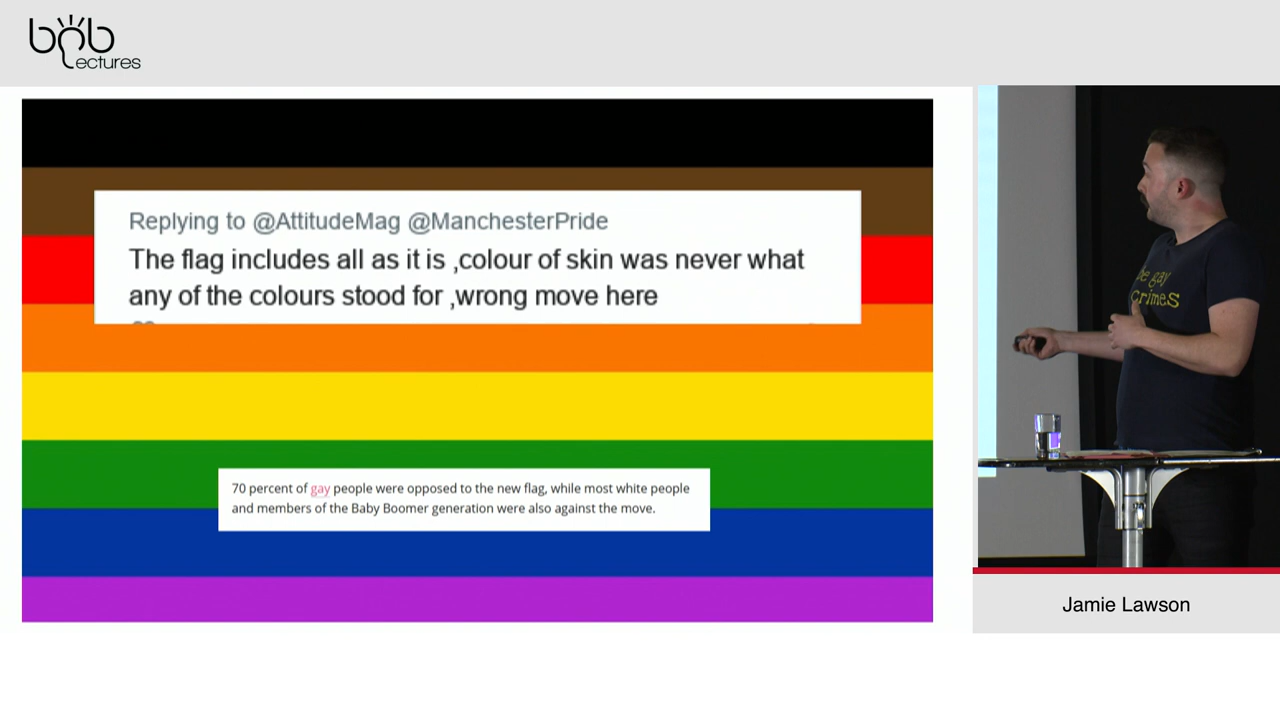 bob
Lectures
Replying to @AttitudeMag @ManchesterPride
The flag includes all as it is ,colour of skin was never what
any of the colours stood for ,wrong move here
70 percent of gay people were opposed to the new flag, while most white people
and members of the Baby Boomer generation were also against the move.
be gay
crimes
Jamie Lawson